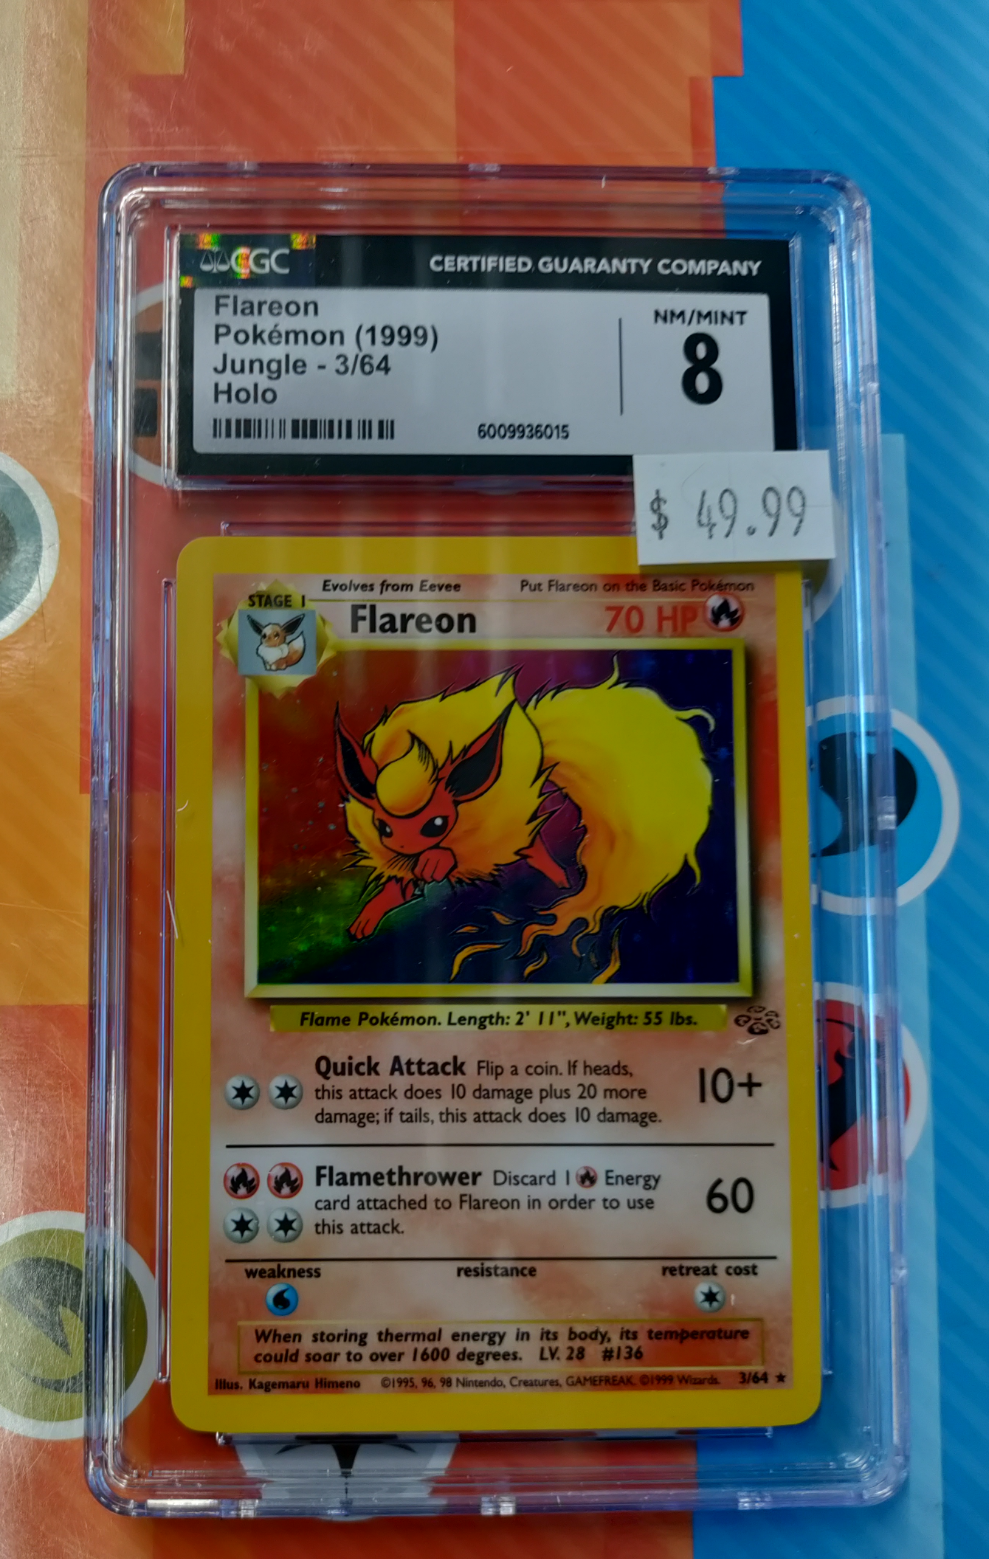 CGC
CERTIFIED GUARANTY COMPANY
Flareon
Pokémon (1999)
Jungle - 3/64
Holo
NM/MINT
8
6009936015
$ 49.99
Evolves from Eevee
Put Flareon on the Basic Pokémon
STAGE 1
Flareon
70 HP
Flame Pokémon. Length: 2' 11", Weight: 55 lbs.
Quick Attack Flip a coin. If heads,
this attack does 10 damage plus 20 more
damage; if tails, this attack does 10 damage.
10+
Flamethrower Discard 1 Energy
card attached to Flareon in order to use
this attack.
60
weakness
resistance
retreat cost
When storing thermal energy in its body, its temperature
could soar to over 1600 degrees. LV. 28 #136
Illus. Kagemaru Himeno ©1995, 96, 98 Nintendo, Creatures, GAMEFREAK. ©1999 Wizards. 3/64 ★